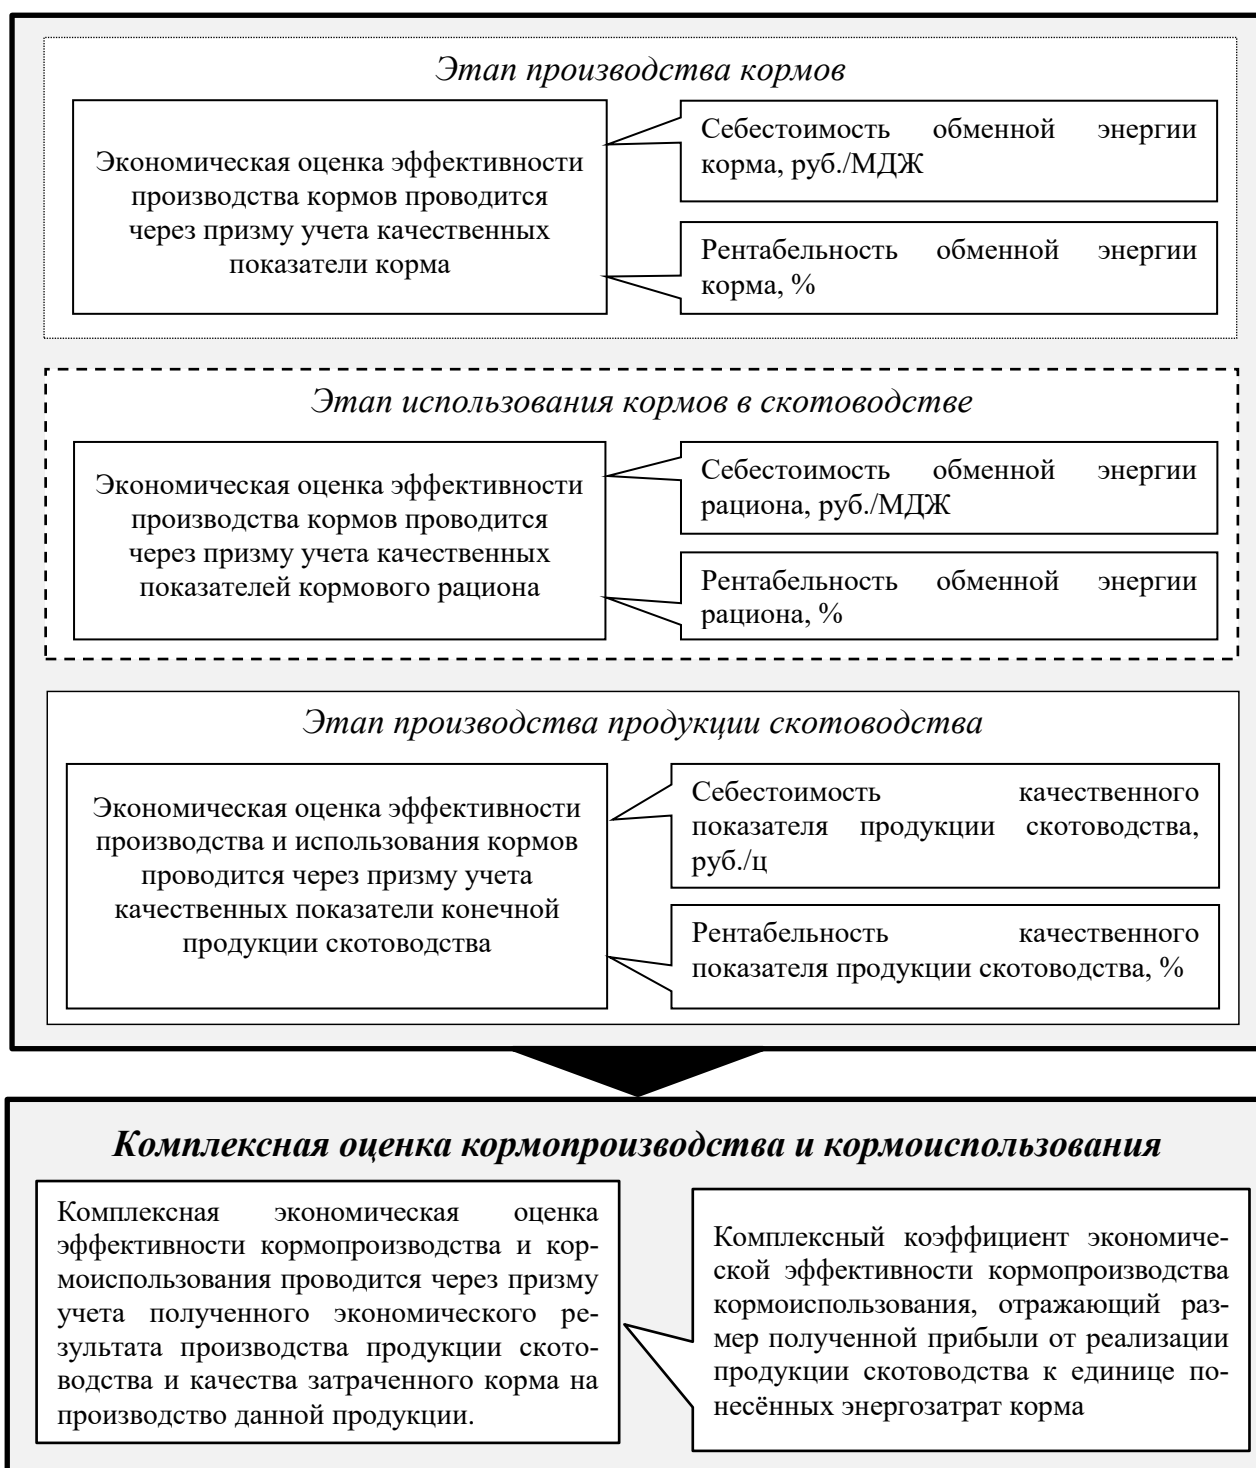 Этап производства кормов
Экономическая оценка эффективности
производства кормов проводится
через призму учета качественных
показатели корма
Себестоимость обменной энергии
корма, руб./МДЖ
Рентабельность обменной энергии
корма, %
Этап использования кормов в скотоводстве
Экономическая оценка эффективности
производства кормов проводится
через призму учета качественных
показателей кормового рациона
Себестоимость обменной энергии
рациона, руб./МДЖ
Рентабельность обменной энергии
рациона, %
Этап производства продукции скотоводства
Экономическая оценка эффективности
производства и использования кормов
проводится через призму учета
качественных показатели конечной
продукции скотоводства
Себестоимость качественного
показателя продукции скотоводства,
руб./ц
Рентабельность качественного
показателя продукции скотоводства, %
Комплексная оценка кормопроизводства и кормоиспользования
Комплексная экономическая оценка
эффективности кормопроизводства и кор-
моиспользования проводится через призму
учета полученного экономического ре-
зультата производства продукции ското-
водства и качества затраченного корма на
производство данной продукции.
Комплексный коэффициент экономиче-
ской эффективности кормопроизводства
кормоиспользования, отражающий раз-
мер полученной прибыли от реализации
продукции скотоводства к единице по-
несённых энергозатрат корма